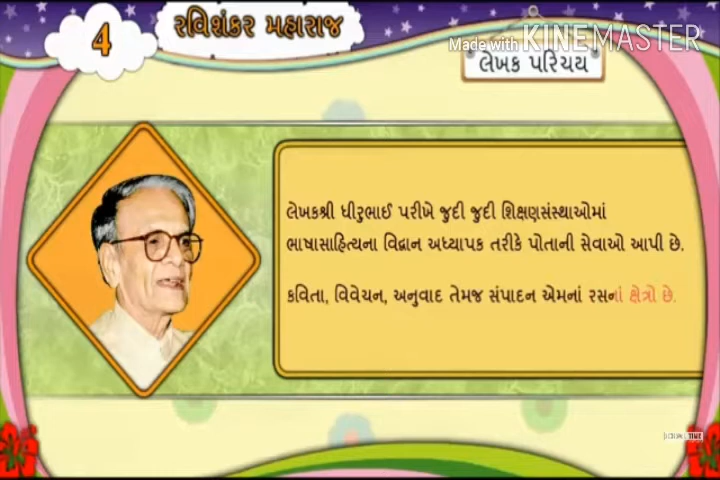 4
રવિશંકર મહારાજ
Made with KINEMASTER
લેખક પરિચય
લેખકશ્રી ધીરુભાઈ પરીખે જુદી જુદી શિક્ષણસંસ્થાઓમાં
ભાષાસાહિત્યના વિદ્વાન અધ્યાપક તરીકે પોતાની સેવાઓ આપી છે.
કવિતા, વિવેચન, અનુવાદ તેમજ સંપાદન એમનાં રસનાં ક્ષેત્રો છે.
TIME